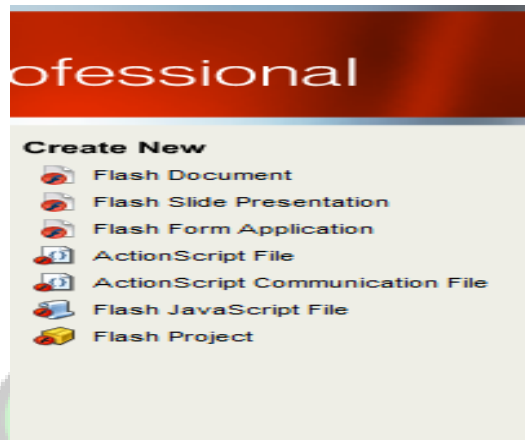 ofessional
Create New
Flash Document
Flash Slide Presentation
Flash Form Application
ActionScript File
ActionScript Communication File
Flash JavaScript File
Flash Project